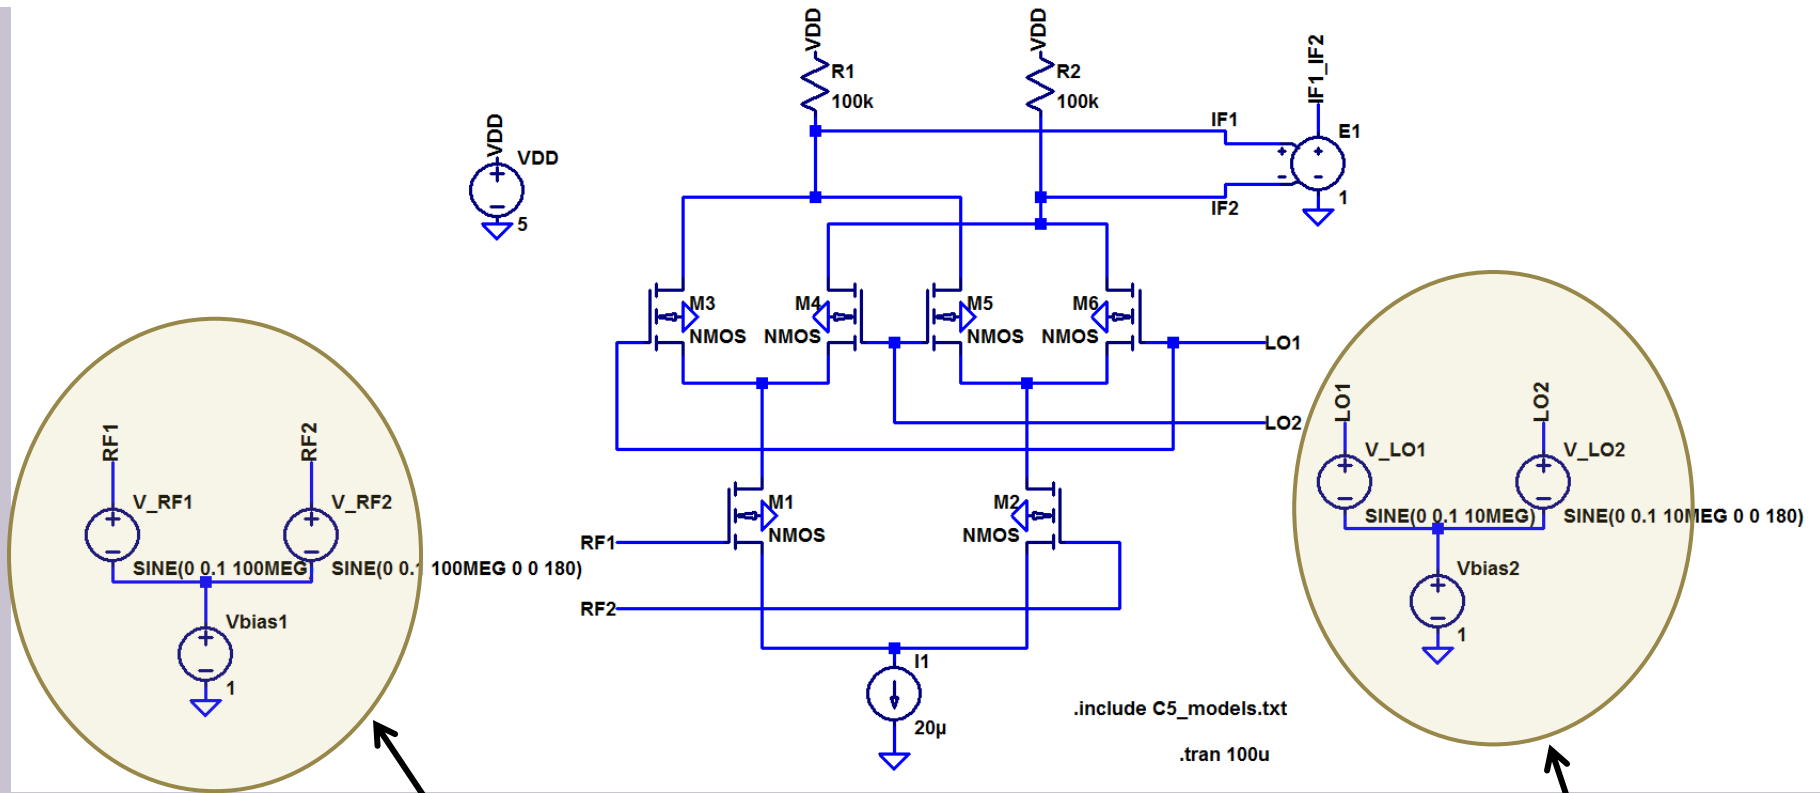 VDD
VDD
R1
100k
R2
100k
IF1_IF2
IF1
E1
1
IF2
VDD
VDD
5
M3
NMOS
M4
NMOS
M5
NMOS
M6
NMOS
LO1
LO2
RF1
RF2
V_RF1
V_RF2
SINE(0 0.1 100MEG
SINE(0 0.1 100MEG 0 0 180)
Vbias1
1
M1
NMOS
M2
NMOS
RF1
RF2
I1
20µ
.include C5_models.txt
.tran 100u
LO1
LO2
V_LO1
V_LO2
SINE(0 0.1 10MEG)
SINE(0 0.1 10MEG 0 0 180)
Vbias2
1